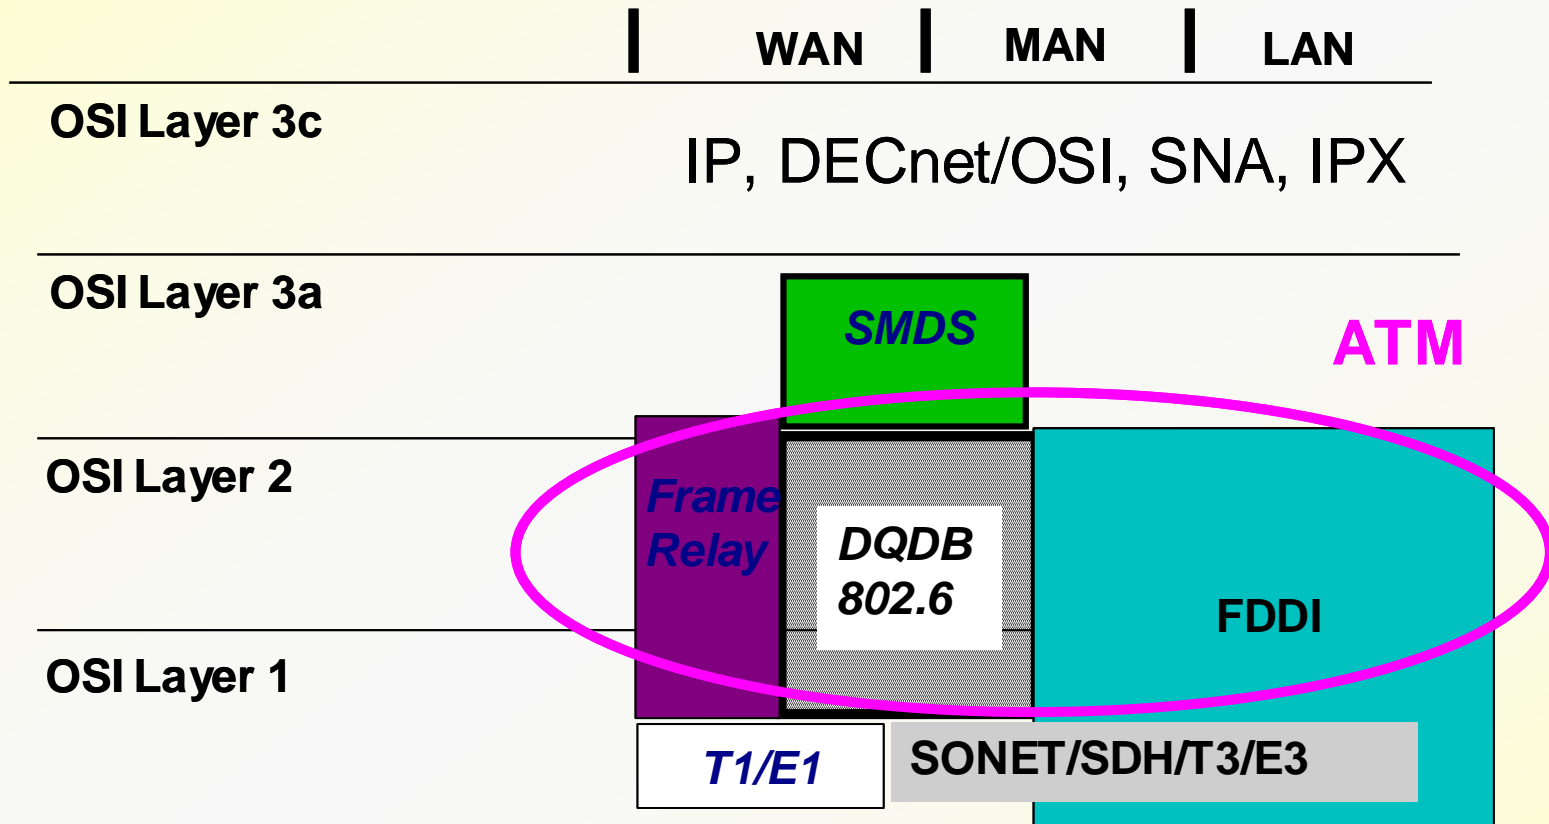 WAN MAN LAN
OSI Layer 3c
IP, DECnet/OSI, SNA, IPX
OSI Layer 3a
SMDS
ATM
OSI Layer 2
Frame
Relay
DQDB
802.6
FDDI
OSI Layer 1
T1/E1
SONET/SDH/T3/E3